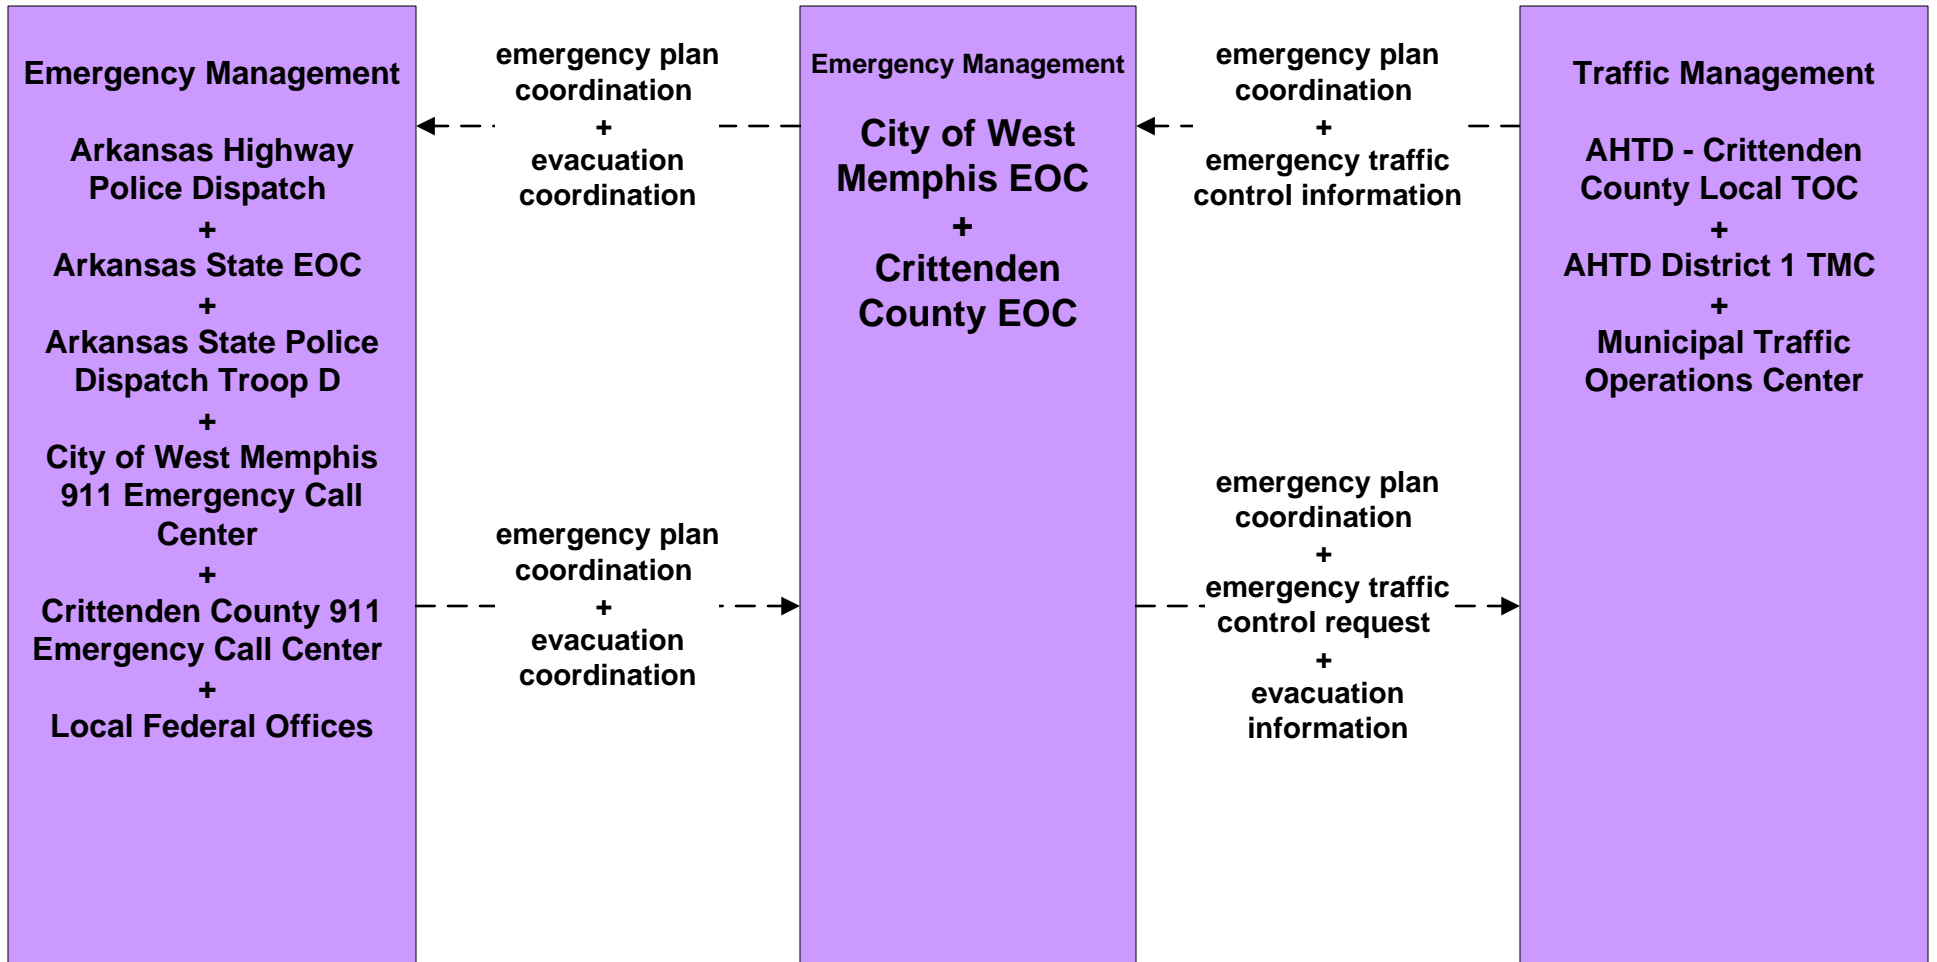 Emergency Management
Arkansas Highway
Police Dispatch
+
Arkansas State EOC
+
Arkansas State Police
Dispatch Troop D
+
City of West Memphis
911 Emergency Call
Center
+
Crittenden County 911
Emergency Call Center
+
Local Federal Offices
emergency plan
coordination
+
evacuation
coordination
emergency plan
coordination
+
evacuation
coordination
Emergency Management
City of West
Memphis EOC
+
Crittenden
County EOC
emergency plan
coordination
+
emergency traffic
control information
emergency plan
coordination
+
emergency traffic
control request
+
evacuation
information
Traffic Management
AHTD - Crittenden
County Local TOC
+
AHTD District 1 TMC
+
Municipal Traffic
Operations Center